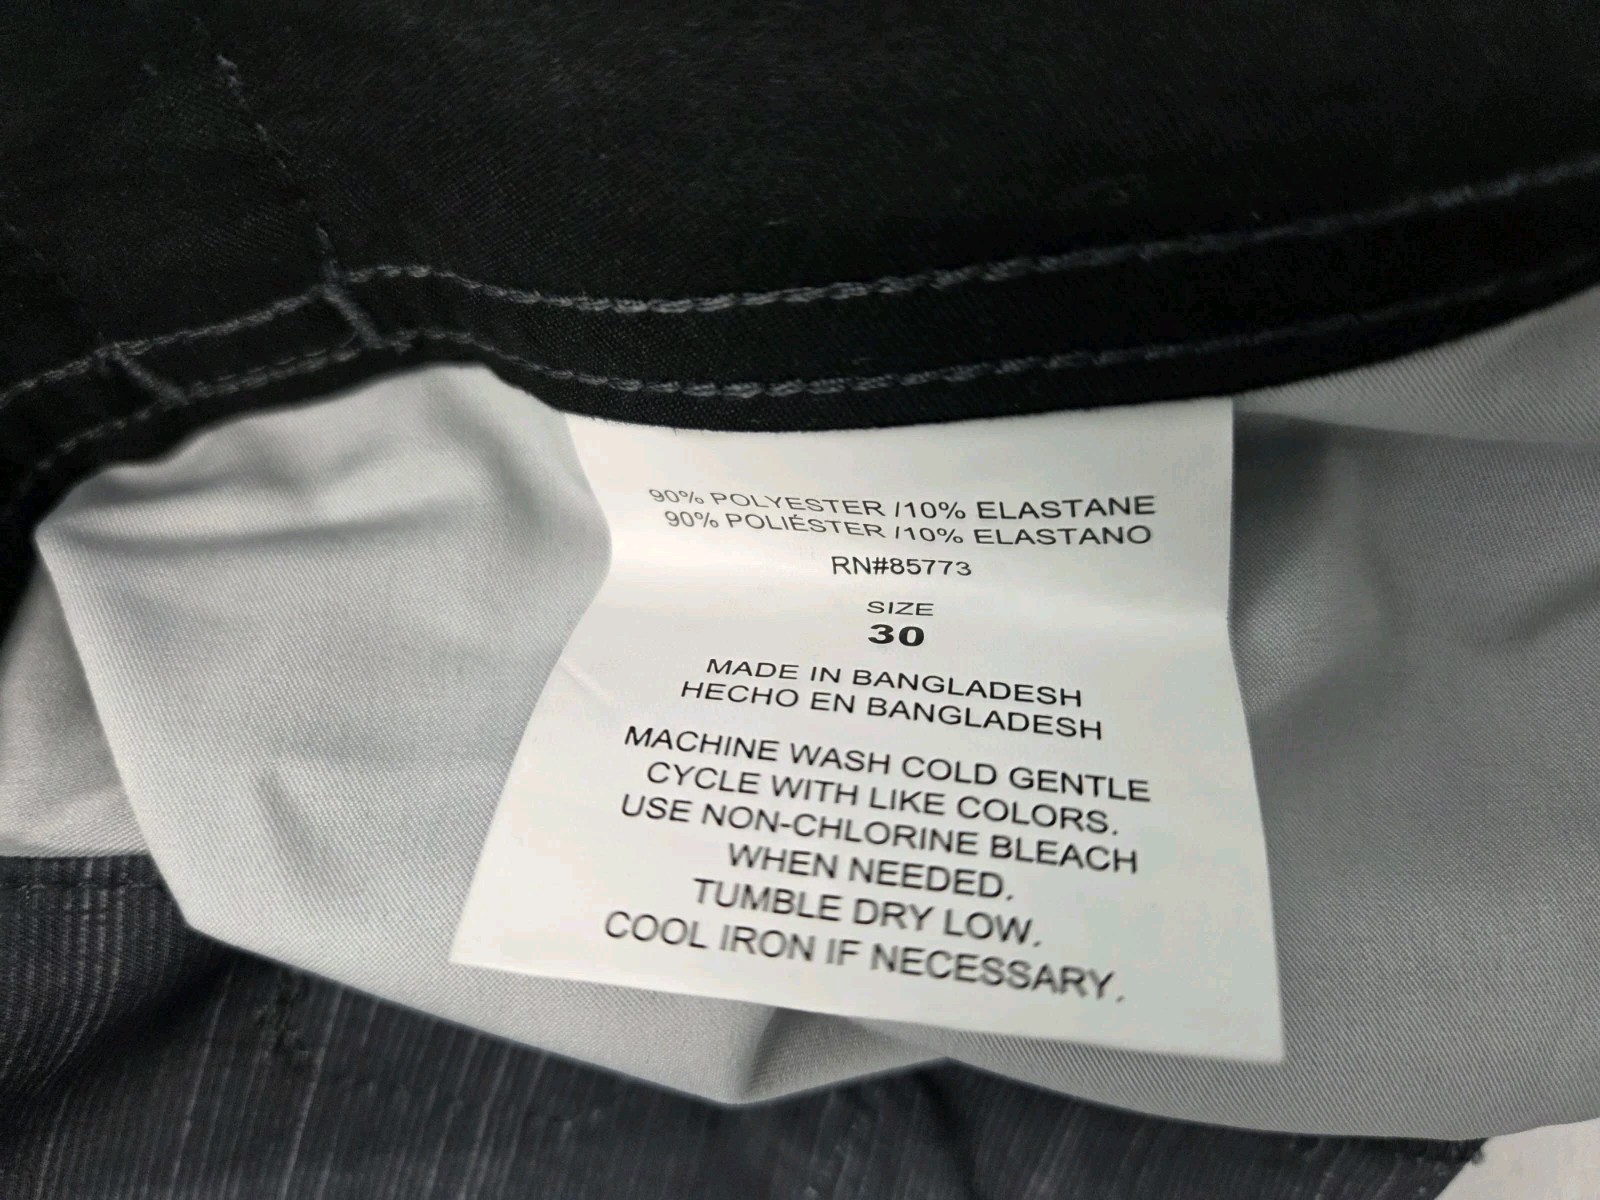 90% POLYESTER /10% ELASTANE
90% POLIÉSTER /10% ELASTANO
RN#85773
SIZE
30
MADE IN BANGLADESH
HECHO EN BANGLADESH
MACHINE WASH COLD GENTLE
CYCLE WITH LIKE COLORS.
USE NON-CHLORINE BLEACH
WHEN NEEDED.
TUMBLE DRY LOW.
COOL IRON IF NECESSARY.